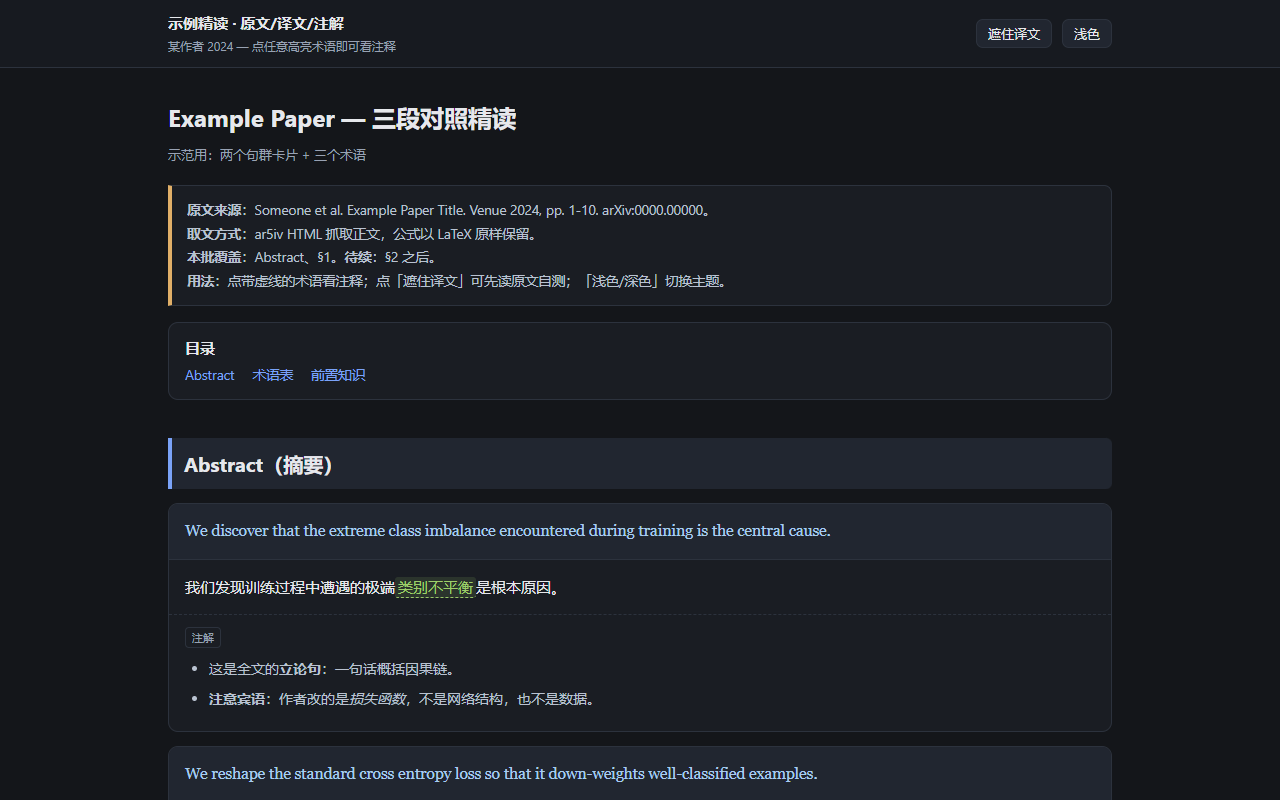 示例精读 · 原文/译文/注解
某作者 2024 — 点任意高亮术语即可看注释
遮住译文
浅色
Example Paper — 三段对照精读
示范用：两个句群卡片 + 三个术语
原文来源：Someone et al. Example Paper Title. Venue 2024, pp. 1-10. arXiv:0000.00000。
取文方式：ar5iv HTML 抓取正文，公式以 LaTeX 原样保留。
本批覆盖：Abstract、§1。待续：§2 之后。
用法：点带虚线的术语看注释；点「遮住译文」可先读原文自测；「浅色/深色」切换主题。
目录
Abstract 术语表 前置知识
Abstract（摘要）
We discover that the extreme class imbalance encountered during training is the central cause.
我们发现训练过程中遭遇的极端类别不平衡是根本原因。
注解
• 这是全文的立论句：一句话概括因果链。
• 注意宾语：作者改的是损失函数，不是网络结构，也不是数据。
We reshape the standard cross entropy loss so that it down-weights well-classified examples.